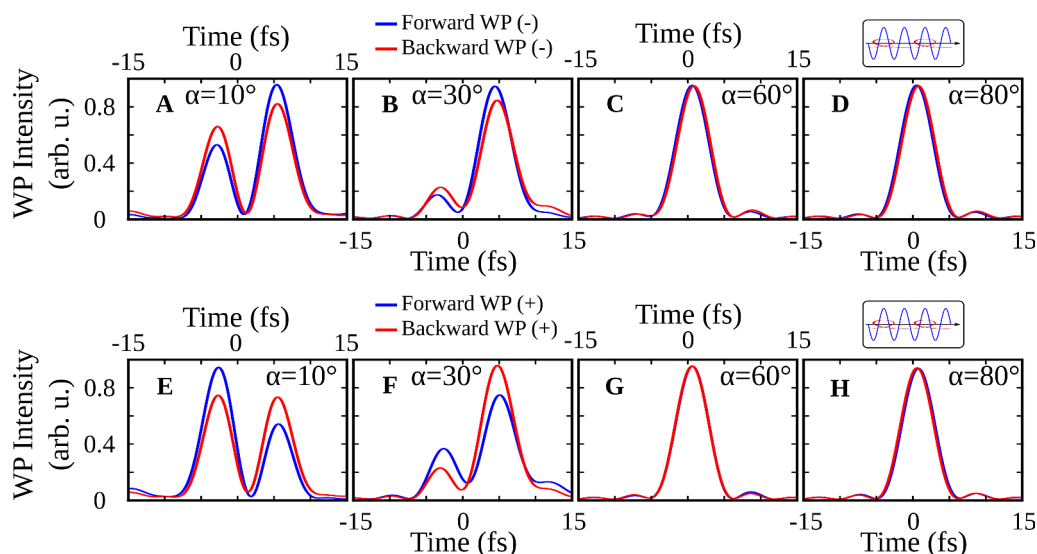 Forward WP (-)
Backward WP (-)
Time (fs)
Time (fs)
-15 0 15
-15 0 15
WP Intensity
(arb. u.)
0.8
0.4
0
A α=10°
B α=30°
C α=60°
D α=80°
-15 0 15
-15 0 15
Time (fs)
Time (fs)
Forward WP (+)
Backward WP (+)
Time (fs)
Time (fs)
-15 0 15
-15 0 15
WP Intensity
(arb. u.)
0.8
0.4
0
E α=10°
F α=30°
G α=60°
H α=80°
-15 0 15
-15 0 15
Time (fs)
Time (fs)